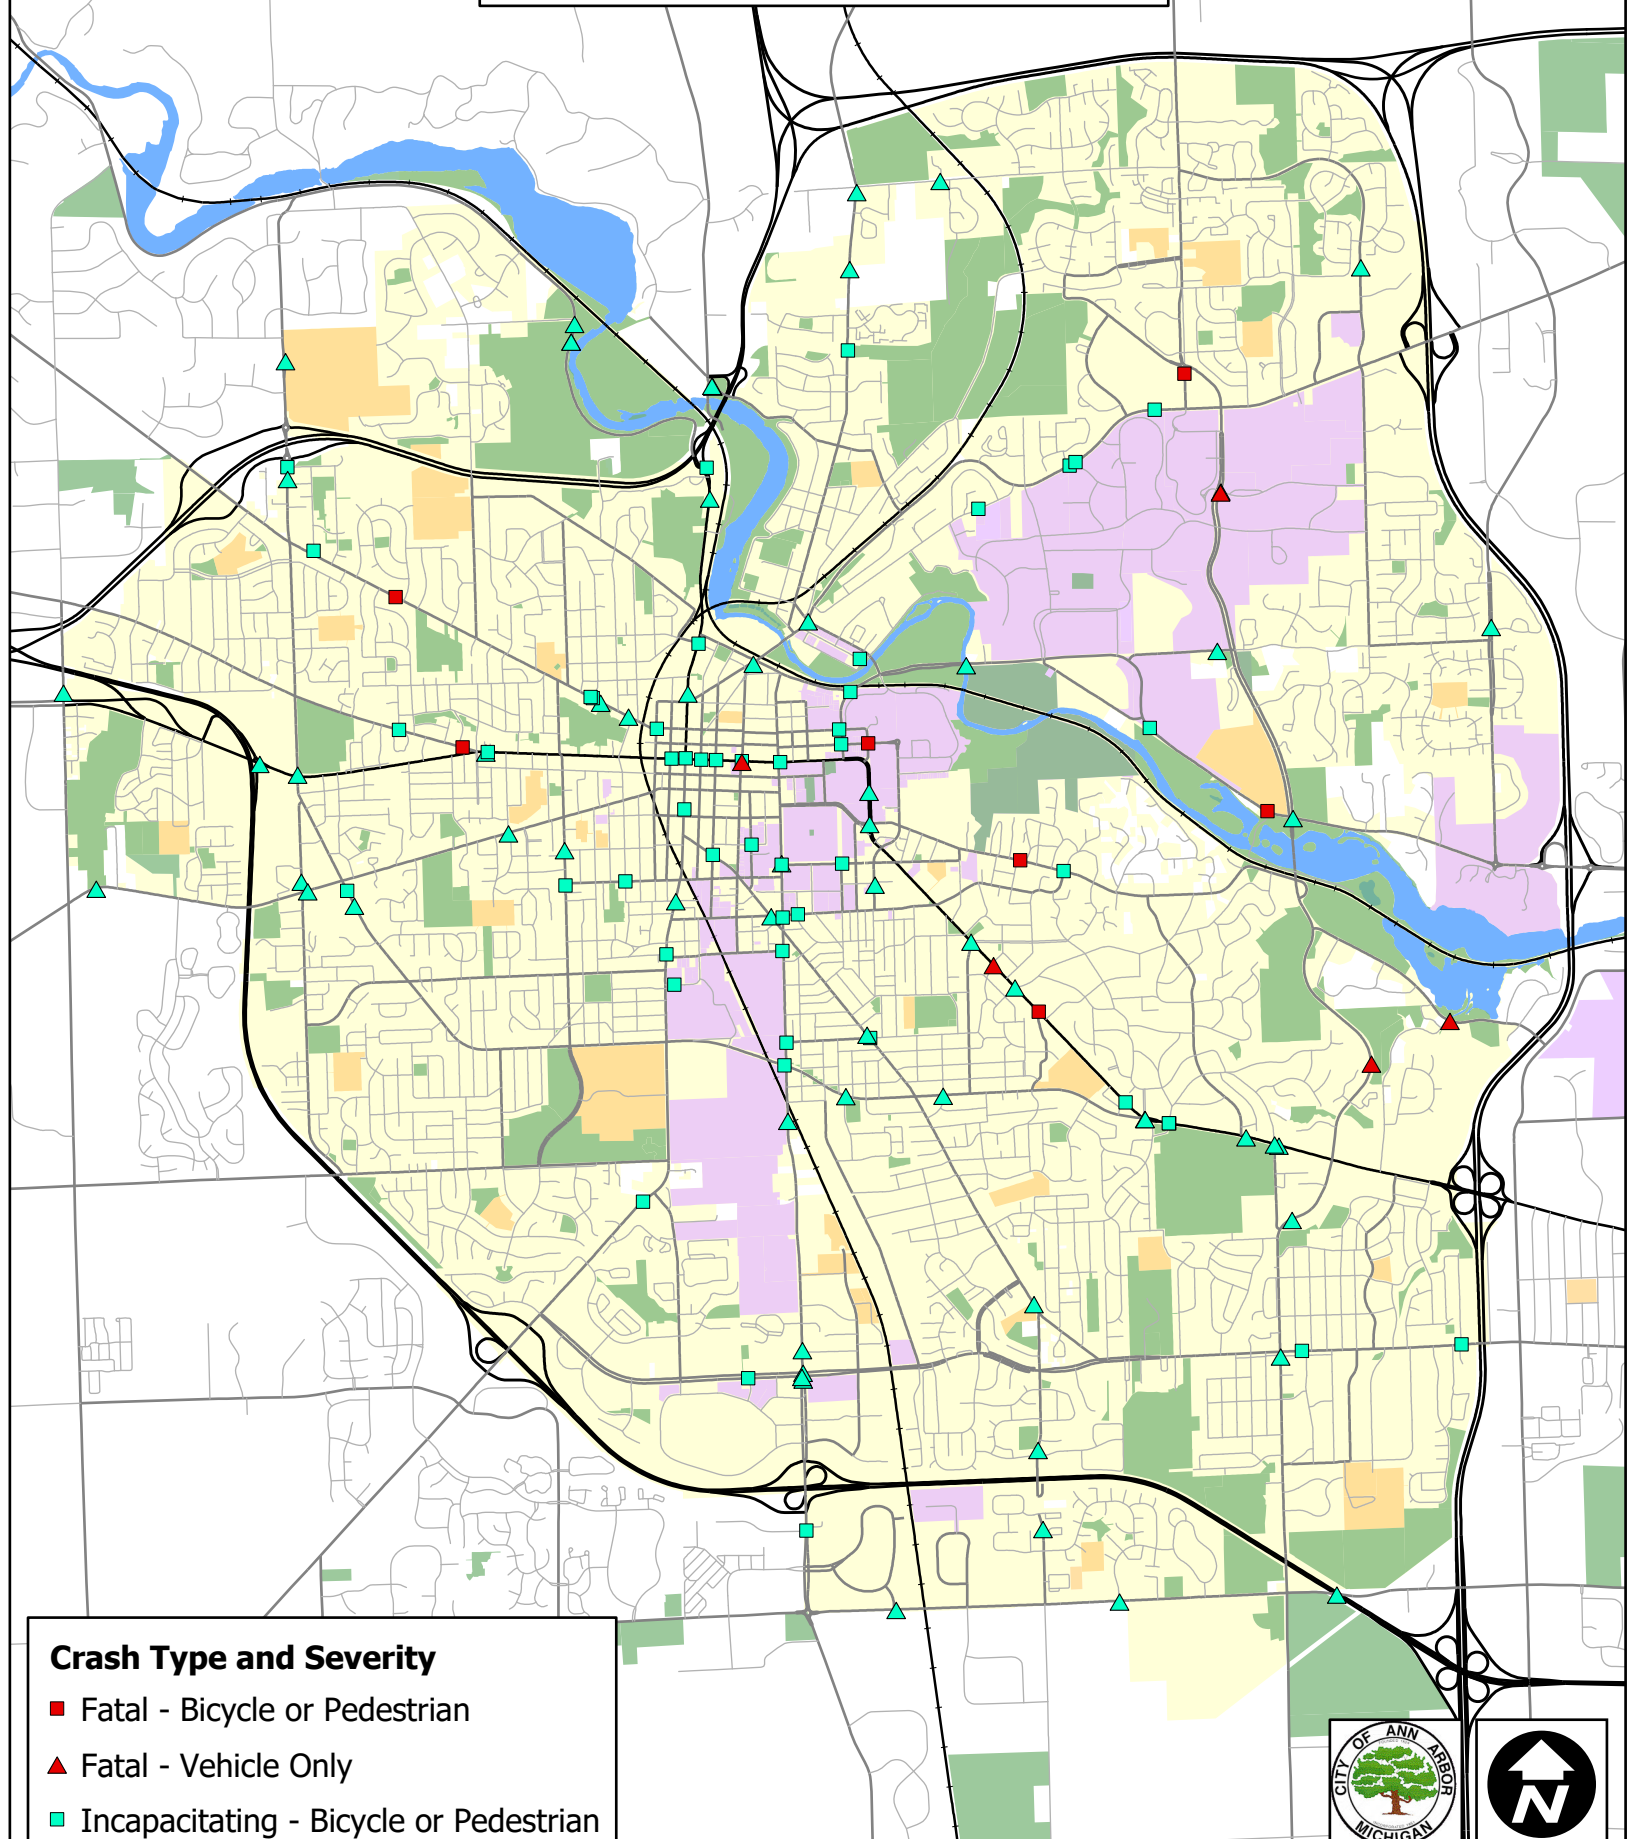 Crash Type and Severity
Fatal - Bicycle or Pedestrian
Fatal - Vehicle Only
Incapacitating - Bicycle or Pedestrian
CITY OF ANN ARBOR
MICHIGAN
N